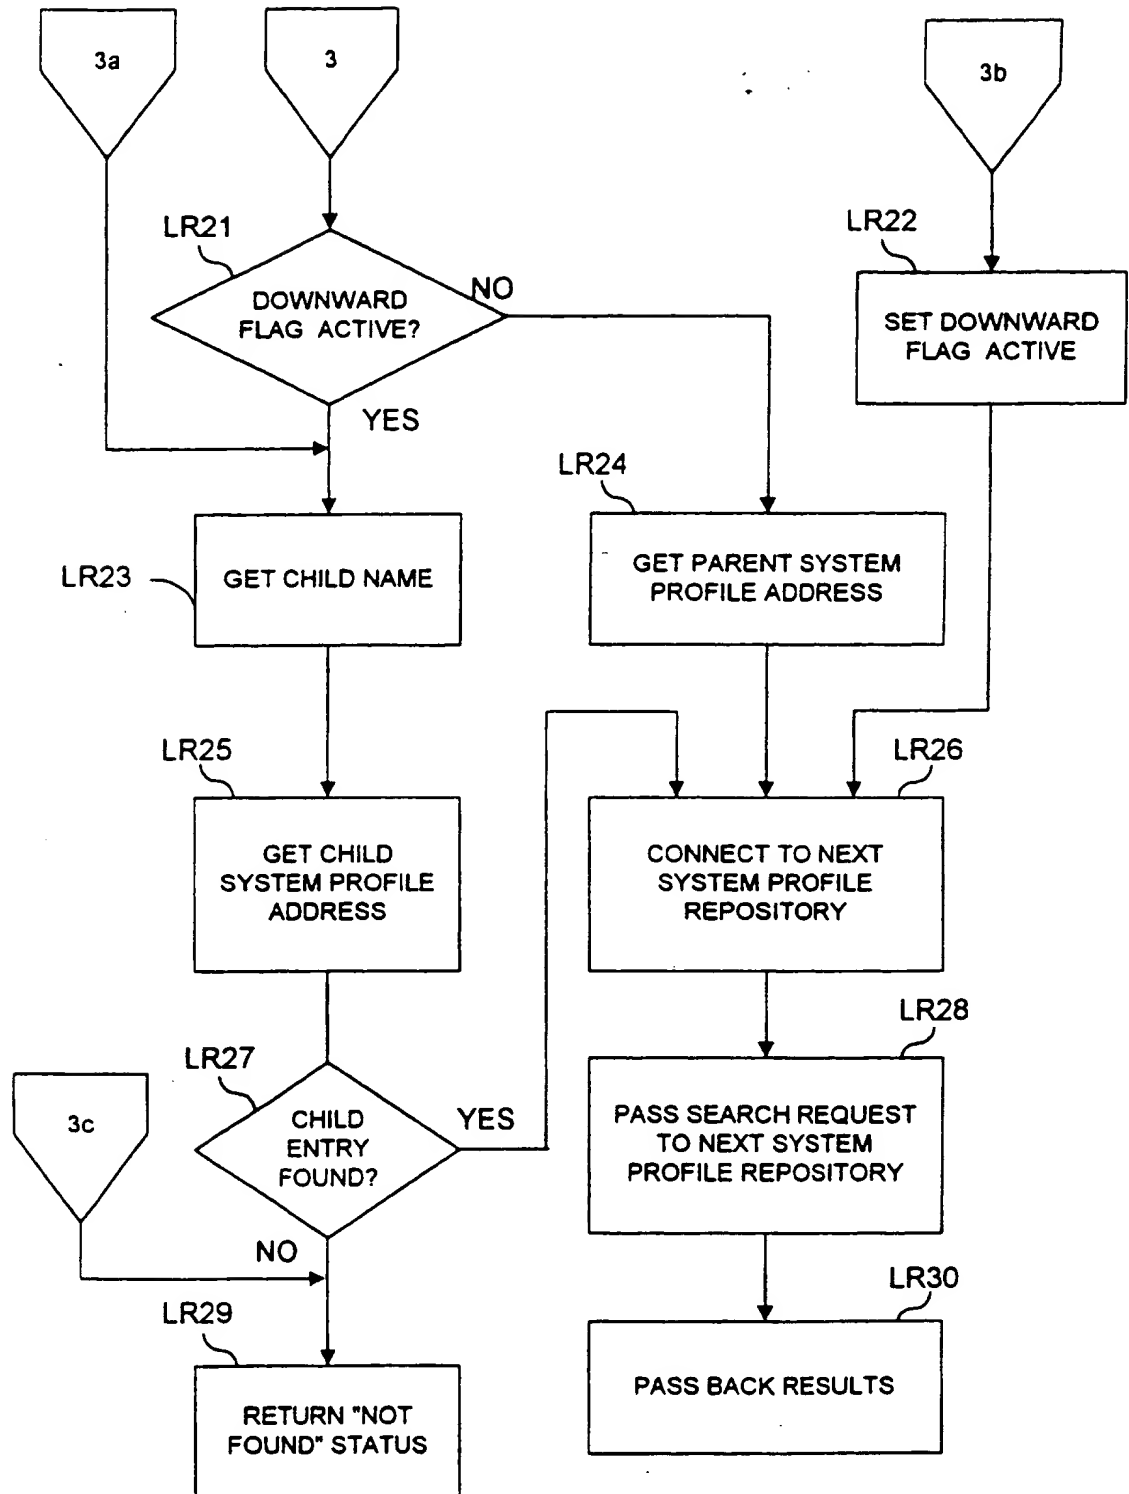 3a
3
3b
LR21
DOWNWARD
FLAG ACTIVE?
NO
YES
LR22
SET DOWNWARD
FLAG ACTIVE
LR24
GET PARENT SYSTEM
PROFILE ADDRESS
LR23
GET CHILD NAME
LR25
GET CHILD
SYSTEM PROFILE
ADDRESS
LR26
CONNECT TO NEXT
SYSTEM PROFILE
REPOSITORY
LR28
PASS SEARCH REQUEST
TO NEXT SYSTEM
PROFILE REPOSITORY
LR27
CHILD
ENTRY
FOUND?
YES
3c
NO
LR29
RETURN "NOT
FOUND" STATUS
LR30
PASS BACK RESULTS